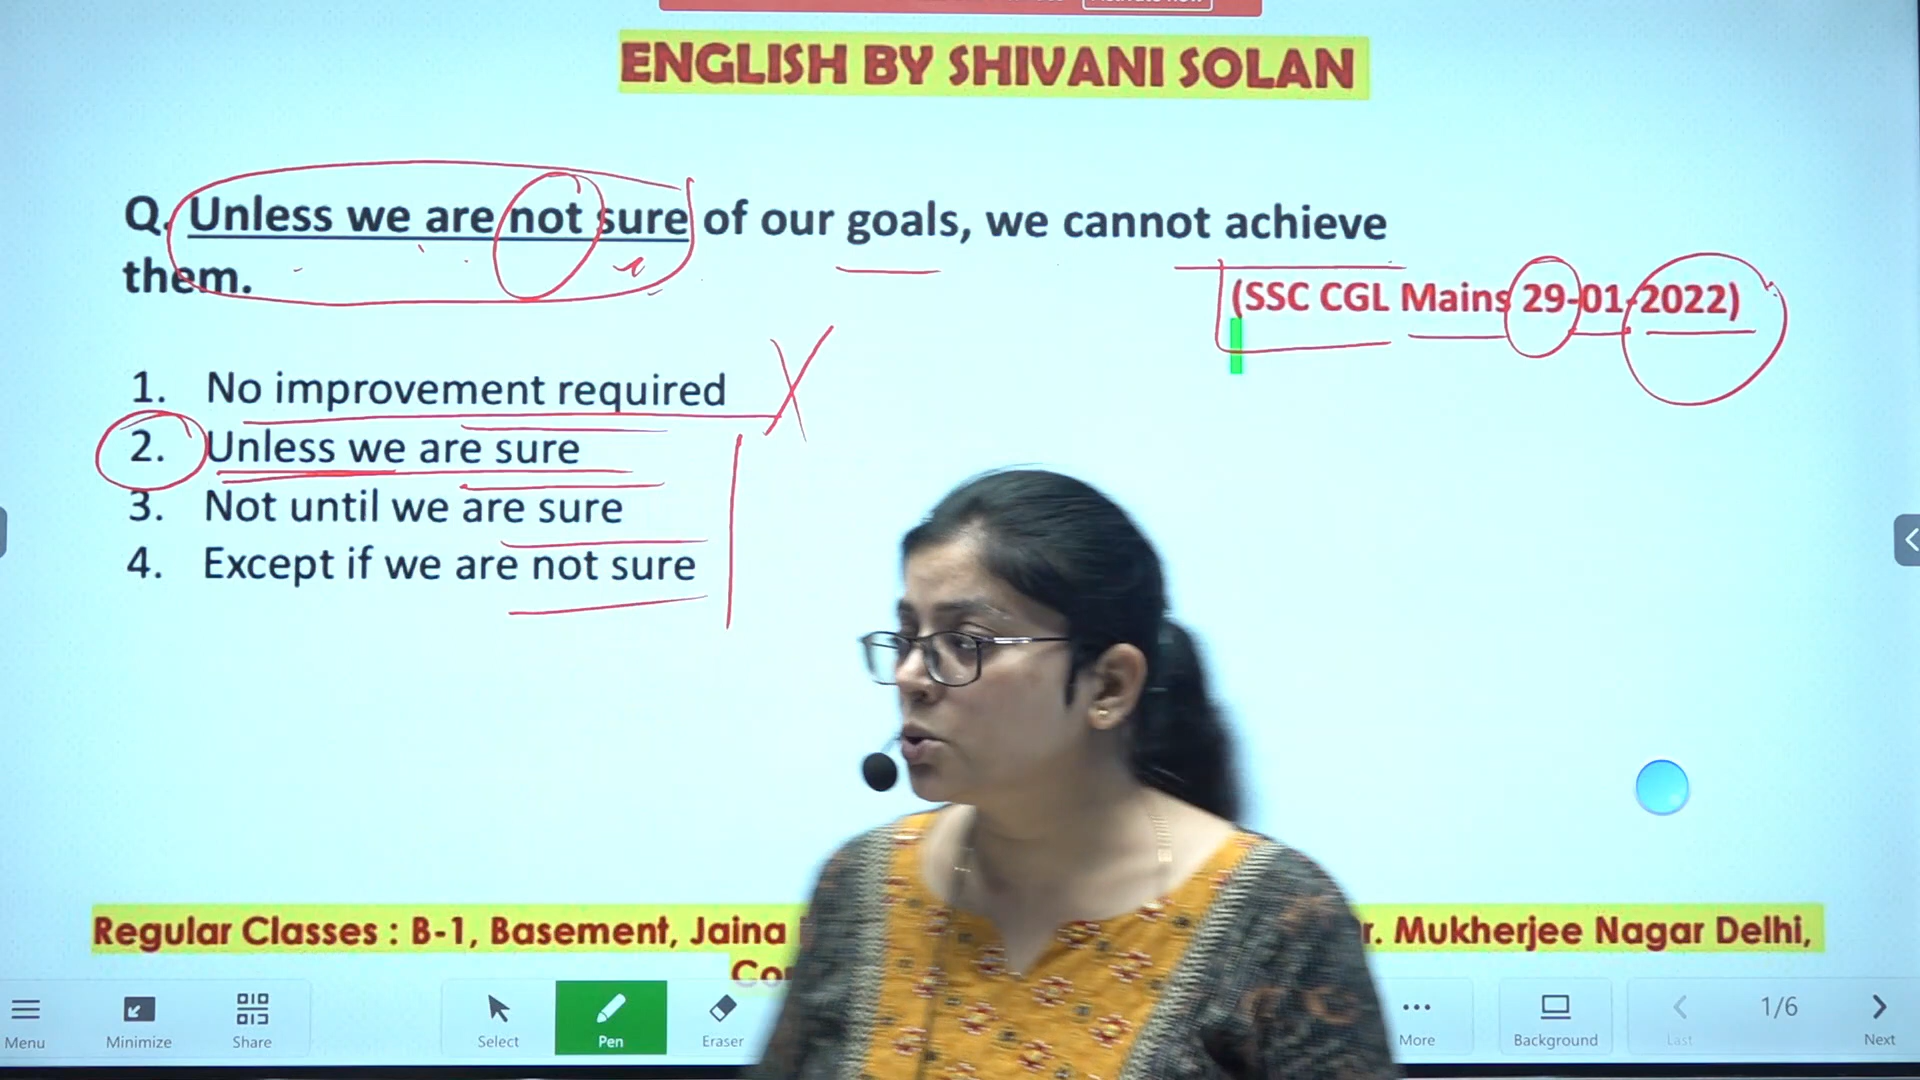 ENGLISH BY SHIVANI SOLAN
Q. Unless we are not sure of our goals, we cannot achieve
them.
(SSC CGL Mains 29-01-2022)
1. No improvement required
2. Unless we are sure
3. Not until we are sure
4. Except if we are not sure
Regular Classes : B-1, Basement, Jaina r. Mukherjee Nagar Delhi,
Menu
Minimize
Share
Select
Pen
Eraser
More
Background
Last
1/6
Next